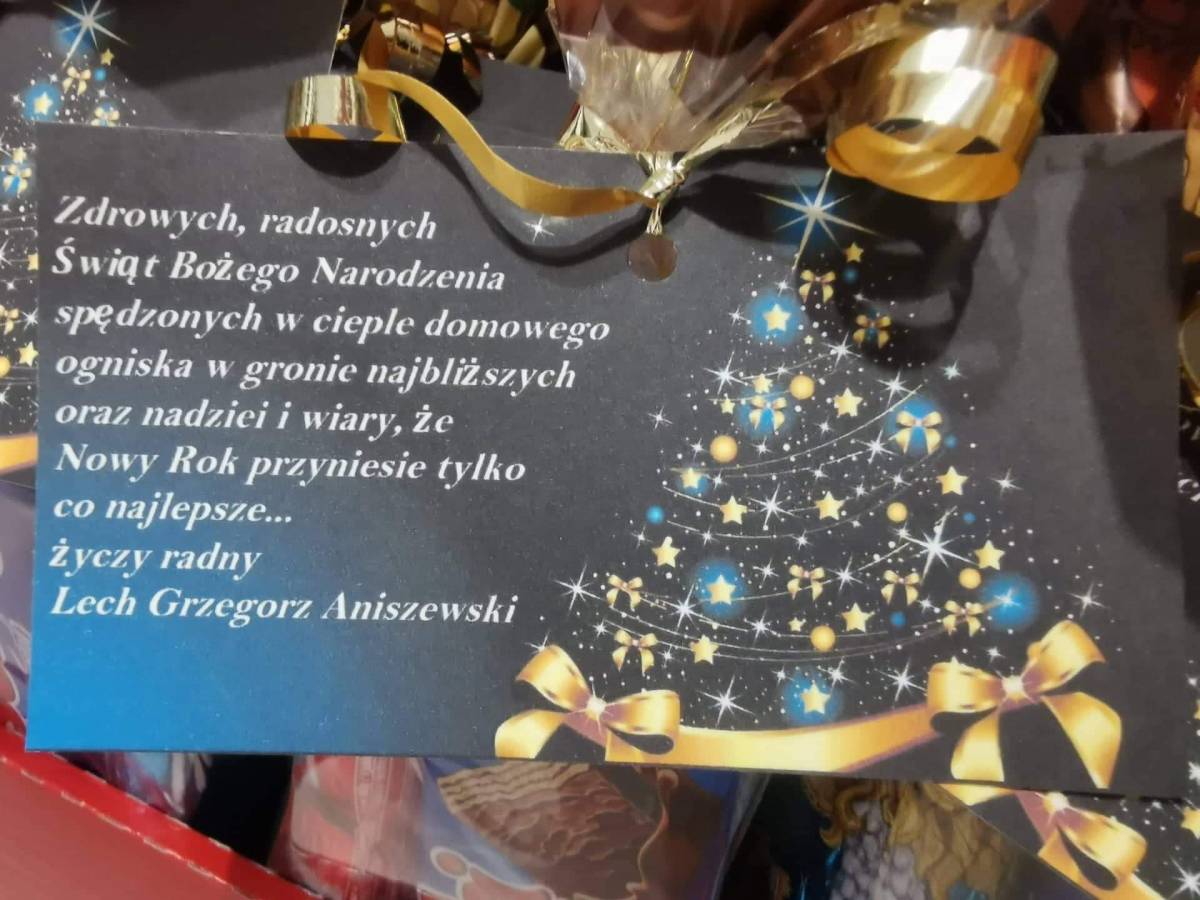 Zdrowych, radosnych
Świąt Bożego Narodzenia
spędzonych w cieple domowego
ogniska w gronie najbliższych
oraz nadziei i wiary, że
Nowy Rok przyniesie tylko
co najlepsze...
życzy radny
Lech Grzegorz Aniszewski